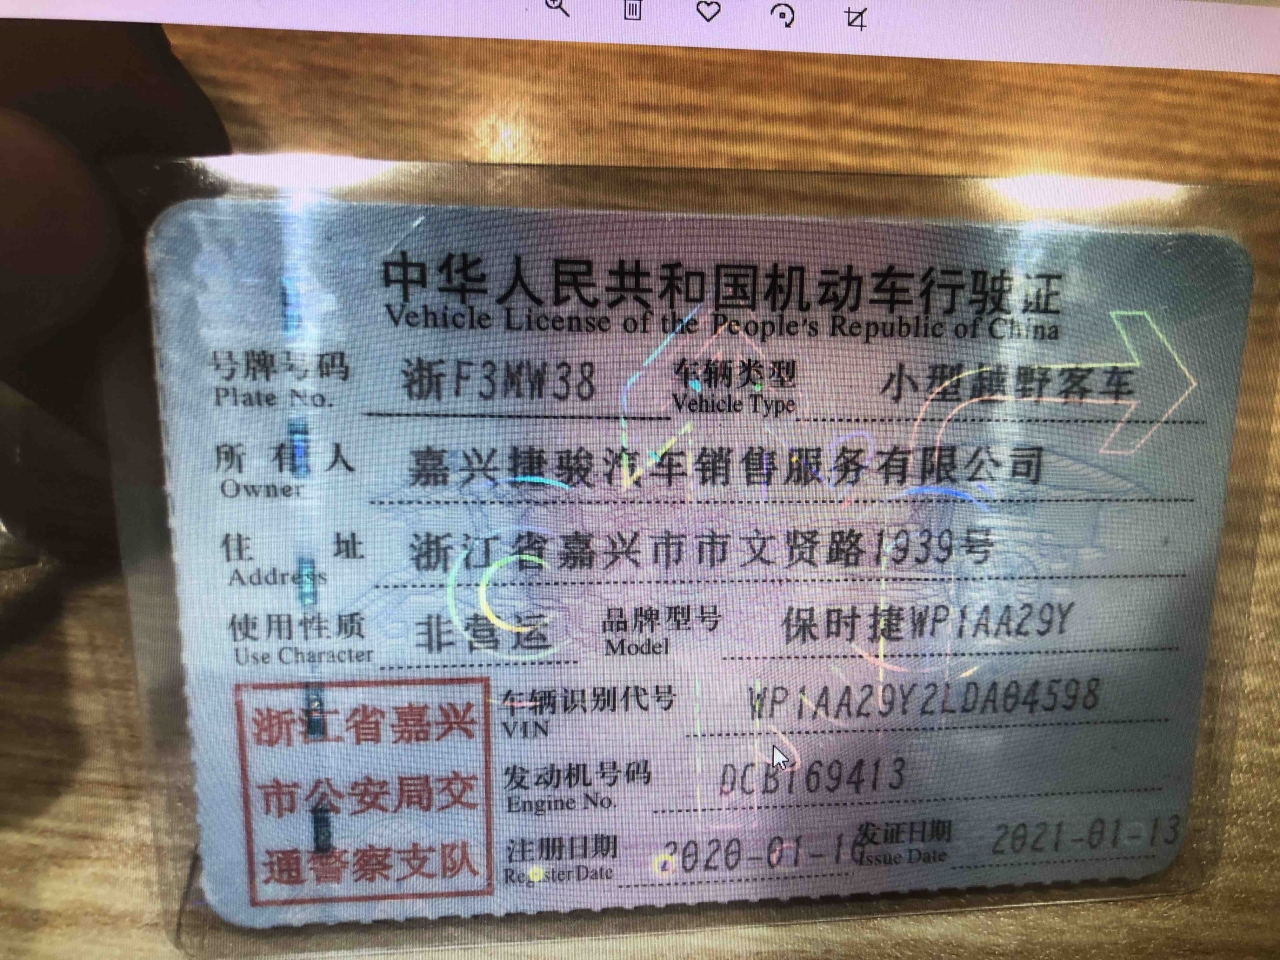 中华人民共和国机动车行驶证
Vehicle License of the People's Republic of China
号牌号码 浙F3MW38 车辆类型 小型越野客车
Plate No. Vehicle Type
所有人 嘉兴捷骏汽车销售服务有限公司
Owner
住址 浙江省嘉兴市市文贤路1939号
Address
使用性质 非营运 品牌型号 保时捷WP1AA29Y
Use Character Model
车辆识别代号 WP1AA29Y2LDA04598
VIN
发动机号码 DCB169413
Engine No.
注册日期 2020-01-16 发证日期 2021-01-13
Register Date Issue Date
浙江省嘉兴
市公安局交
通警察支队